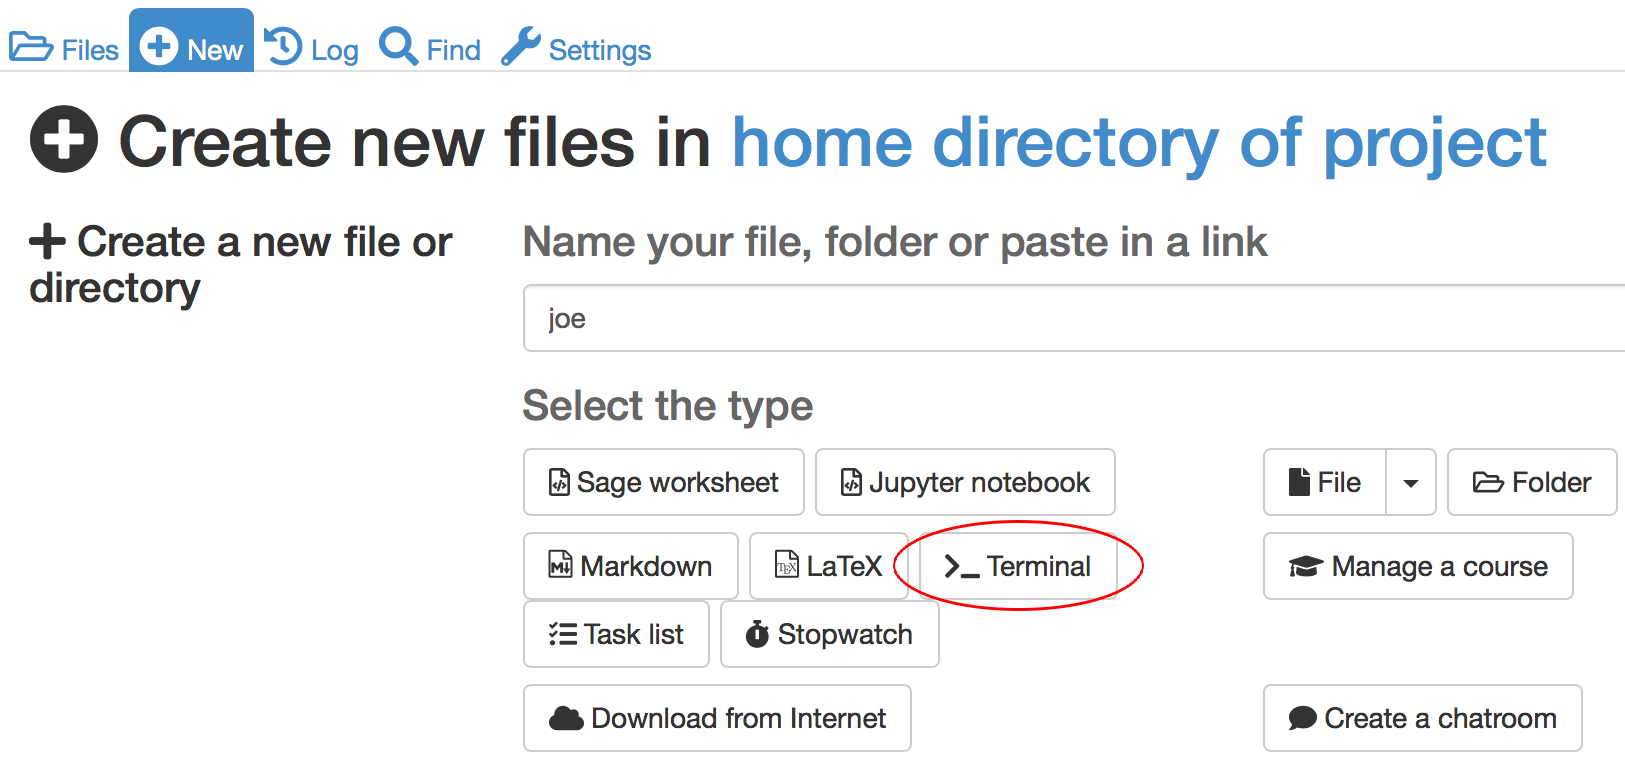 Files New Log Find Settings
Create new files in home directory of project
Create a new file or
directory
Name your file, folder or paste in a link
joe
Select the type
Sage worksheet Jupyter notebook File Folder
Markdown LaTeX Terminal Manage a course
Task list Stopwatch
Download from Internet Create a chatroom